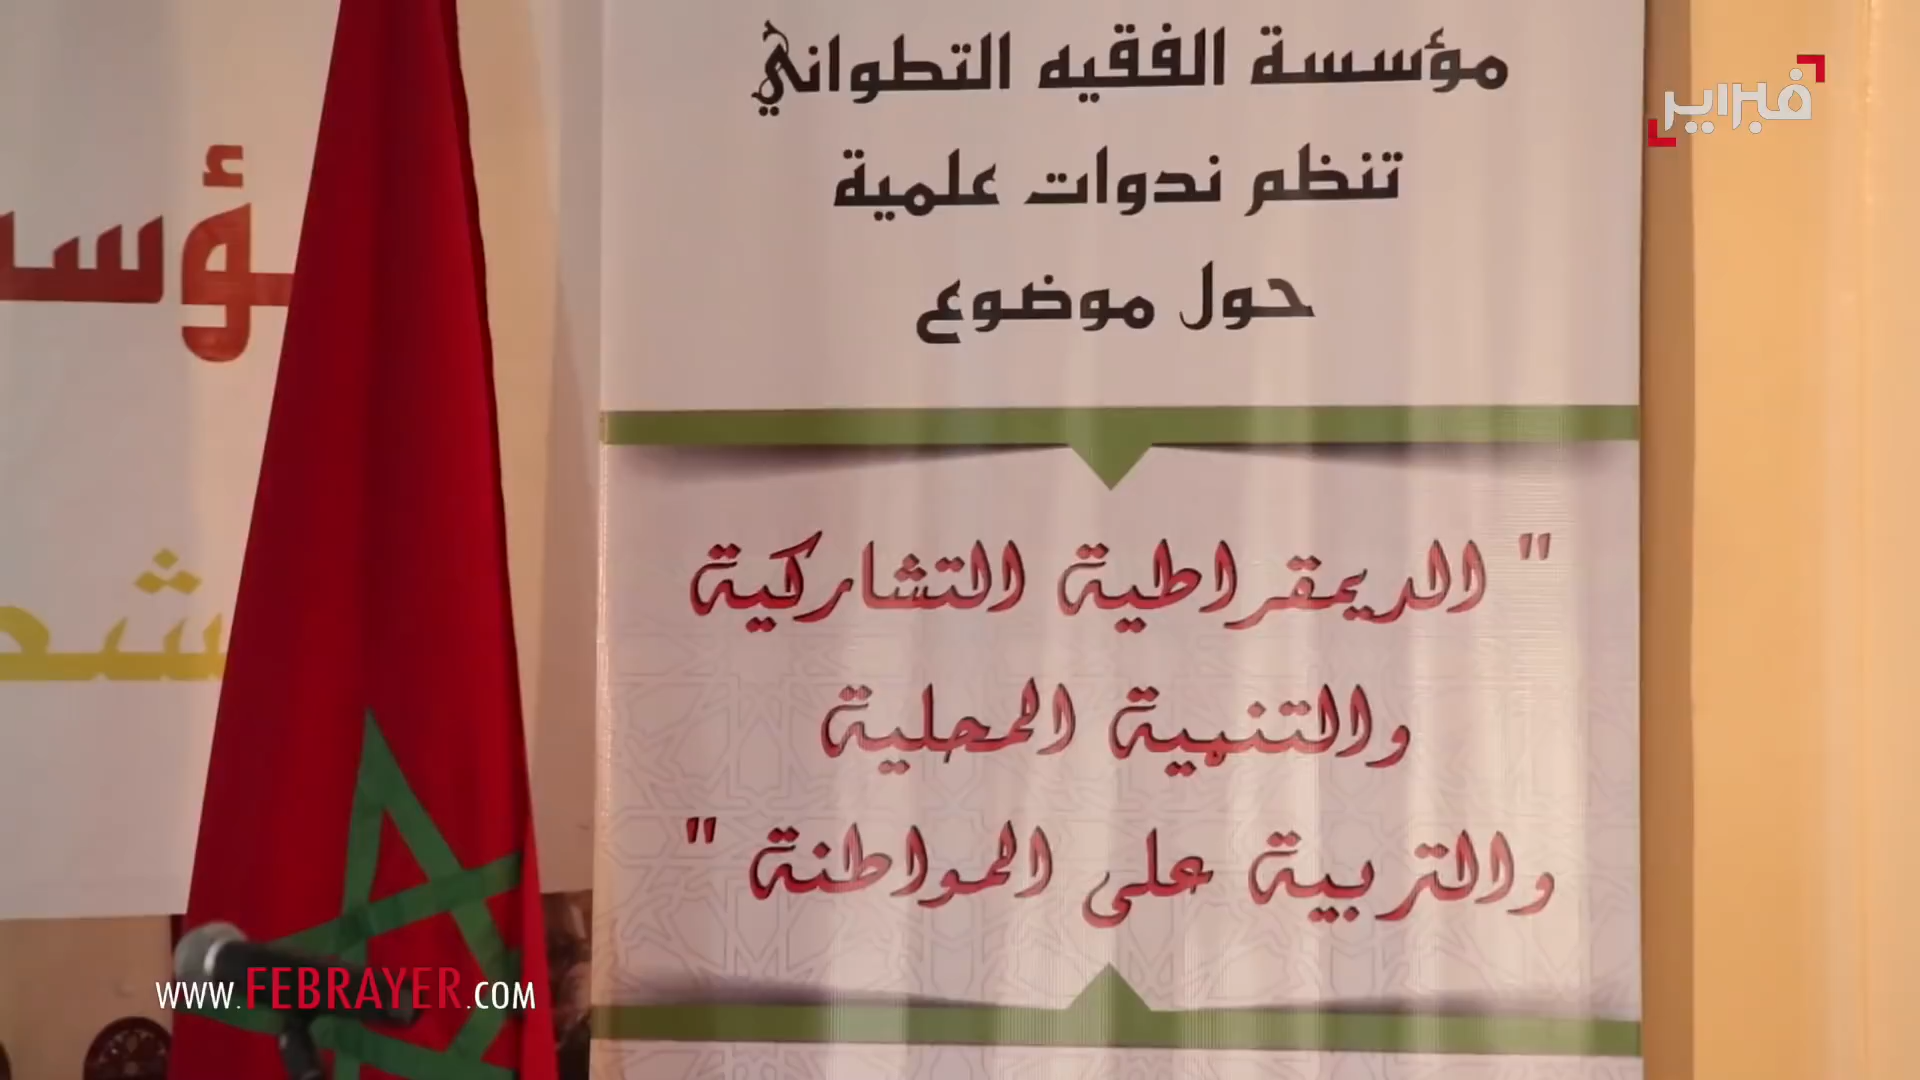 مؤسسة الفقيه التطواني
تنظم ندوات علمية
حول موضوع
" الديمقراطية التشاركية
والتنمية المحلية
والتربية على المواطنة "
فبراير
www.FEBRAYER.com